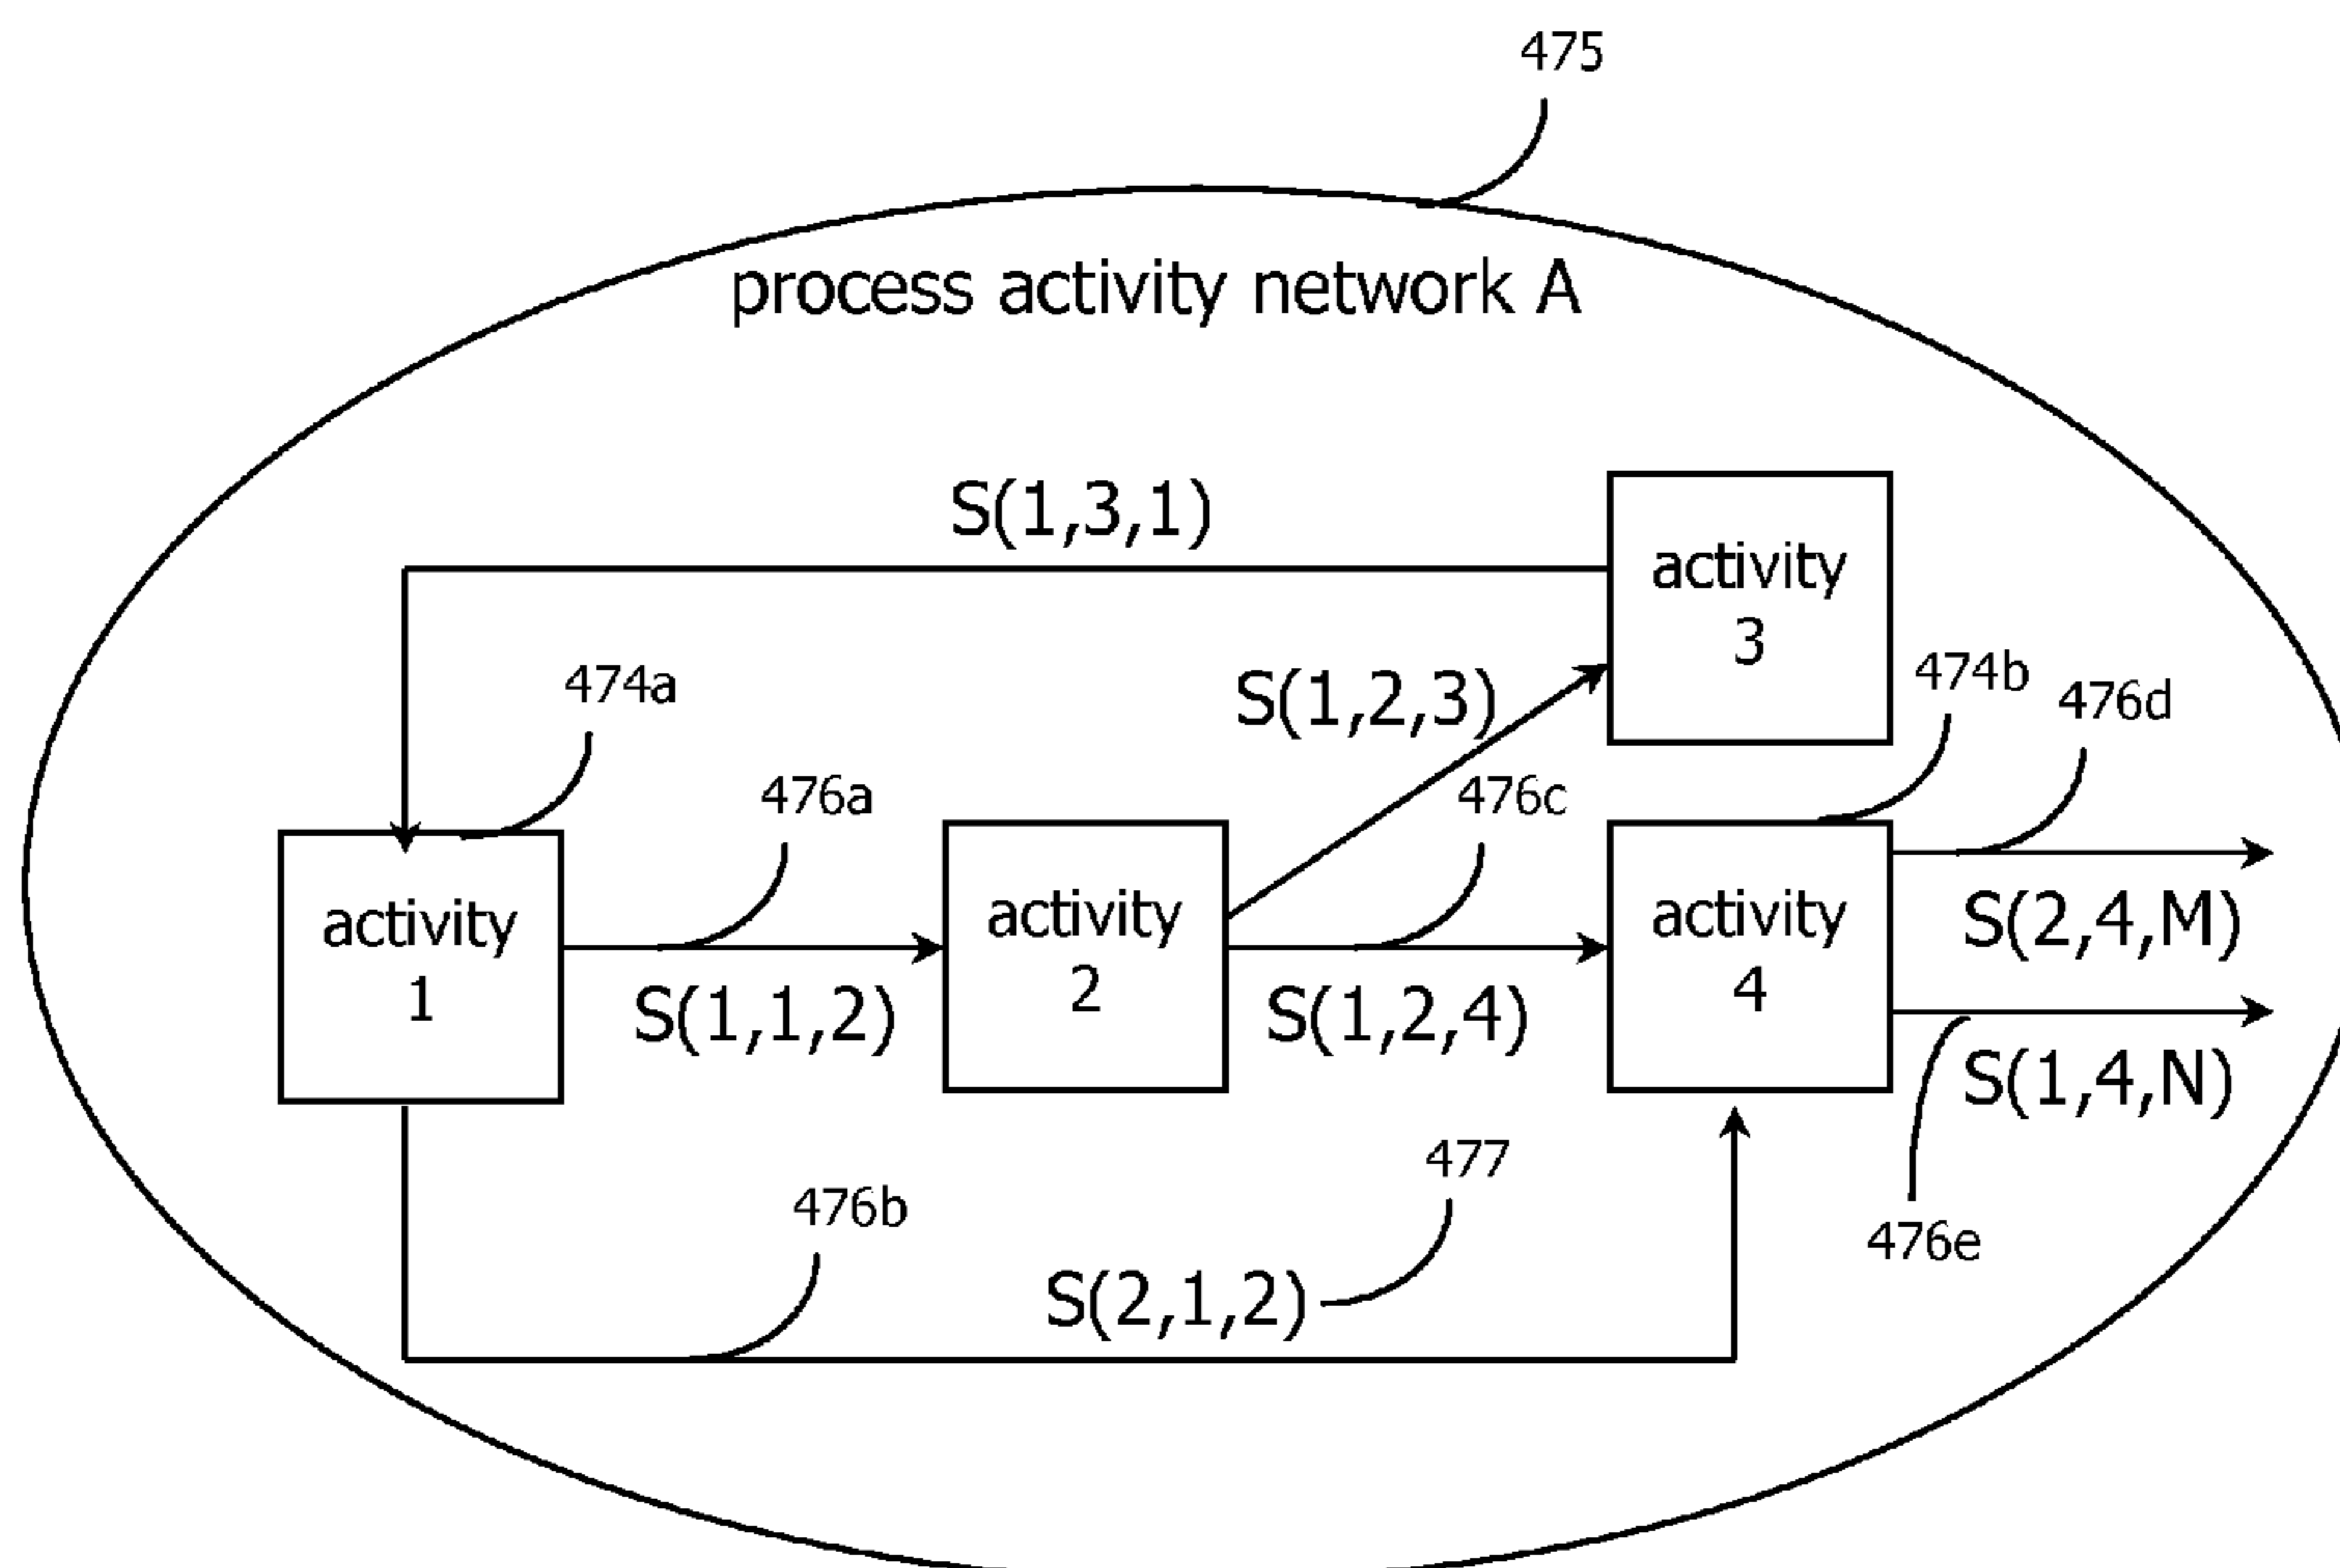 475
process activity network A
S(1,3,1)
activity
3
474a
S(1,2,3)
474b
476d
476a
476c
activity
1
activity
2
activity
4
S(2,4,M)
S(1,1,2)
S(1,2,4)
S(1,4,N)
477
476b
476e
S(2,1,2)